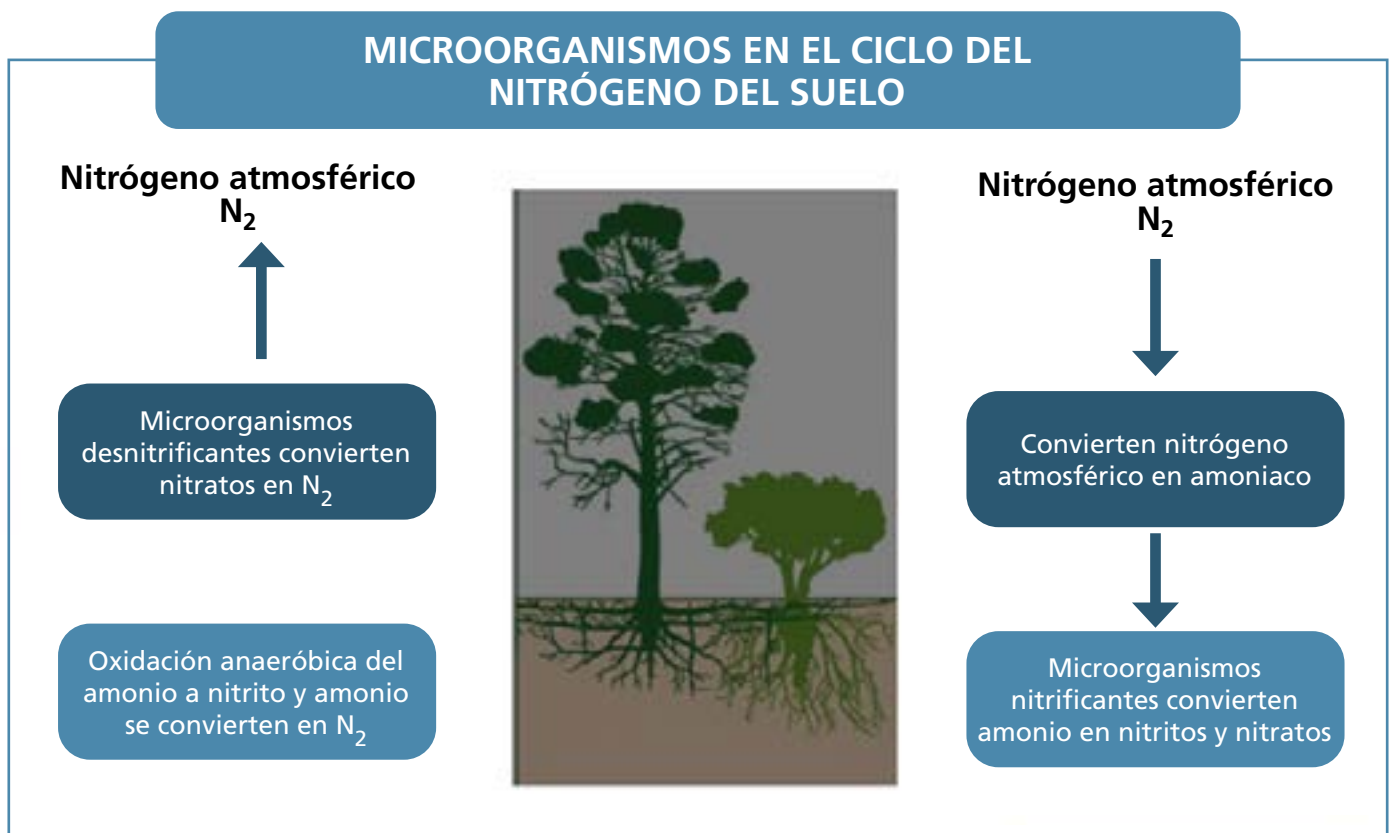 MICROORGANISMOS EN EL CICLO DEL
NITRÓGENO DEL SUELO
Nitrógeno atmosférico
N₂
Microorganismos
desnitrificantes convierten
nitratos en N₂
Oxidación anaeróbica del
amonio a nitrito y amonio
se convierten en N₂
Nitrógeno atmosférico
N₂
Convierten nitrógeno
atmosférico en amoniaco
Microorganismos
nitrificantes convierten
amonio en nitritos y nitratos